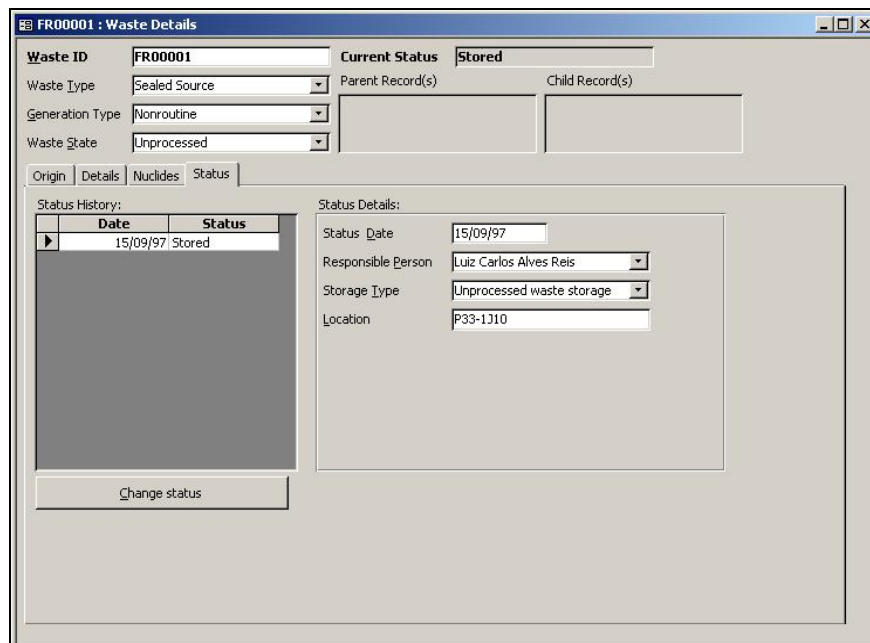 FR00001 : Waste Details
Waste ID FR00001 Current Status Stored
Waste Type Sealed Source Parent Record(s) Child Record(s)
Generation Type Nonroutine
Waste State Unprocessed
Origin Details Nuclides Status
Status History: Status Details:
Date Status
15/09/97 Stored
Status Date 15/09/97
Responsible Person Luiz Carlos Alves Reis
Storage Type Unprocessed waste storage
Location P33-1J10
Change status